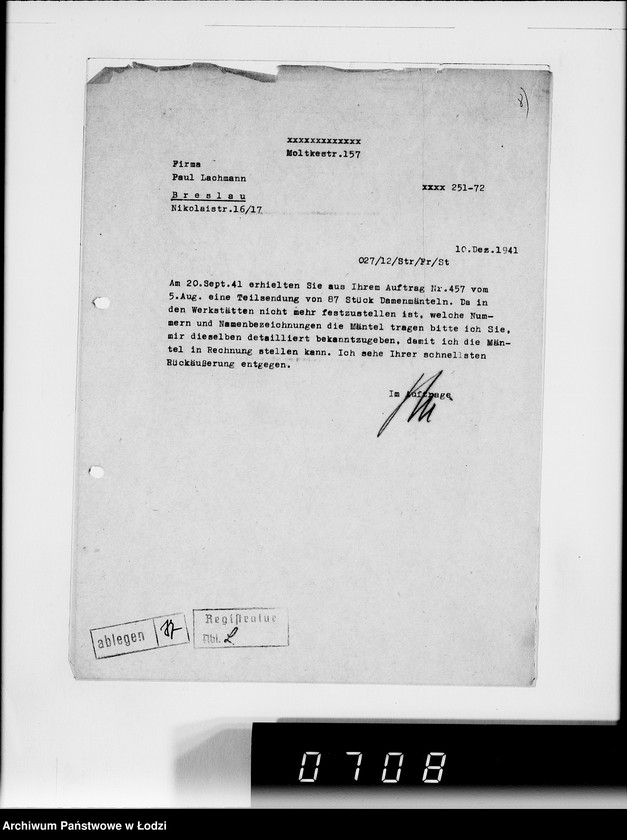 8)
xxxxxxxxxxxxx
Moltkestr.157
Firma
Paul Lachmann
xxxx 251-72
Breslau
Nikolaistr.16/17
10.Dez.1941
027/12/Str/Fr/St
Am 20.Sept.41 erhielten Sie aus Ihrem Auftrag Nr.457 vom
5.Aug. eine Teilsendung von 87 Stück Damenmänteln. Da in
den Werkstätten nicht mehr festzustellen ist, welche Num-
mern und Namenbezeichnungen die Mäntel tragen bitte ich Sie,
mir dieselben detailliert bekanntzugeben, damit ich die Män-
tel in Rechnung stellen kann. Ich sehe Ihrer schnellsten
Rückäußerung entgegen.
Im Auftrage
ablegen
Registratur
Abt. L
0708
Archiwum Państwowe w Łodzi